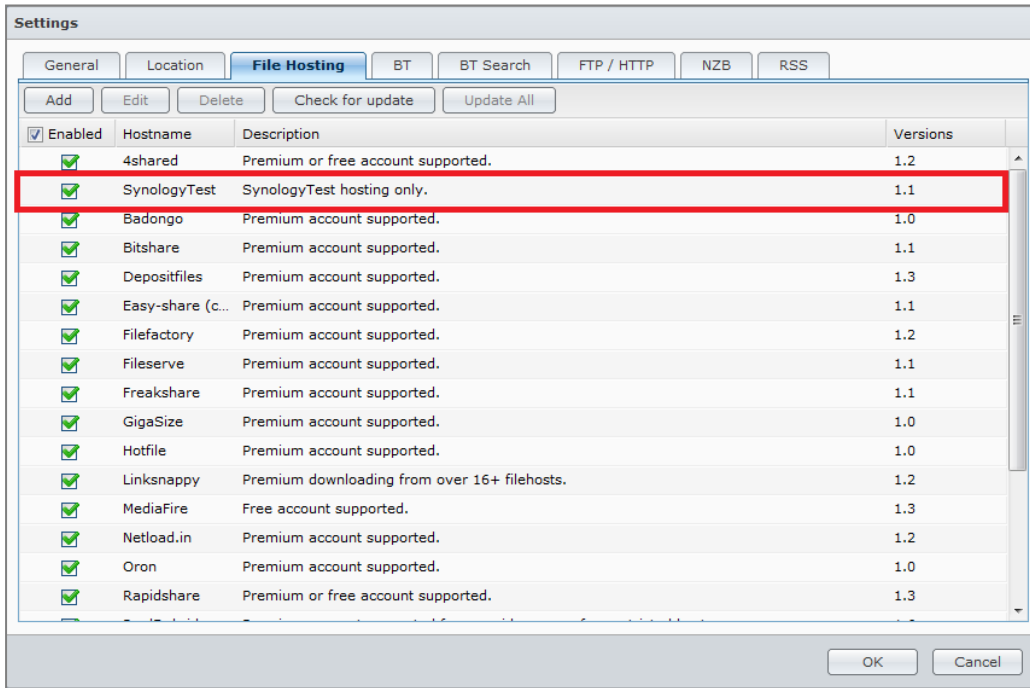 Settings
General Location File Hosting BT BT Search FTP / HTTP NZB RSS
Add Edit Delete Check for update Update All
Enabled Hostname Description Versions
4shared Premium or free account supported. 1.2
SynologyTest SynologyTest hosting only. 1.1
Badongo Premium account supported. 1.0
Bitshare Premium account supported. 1.1
Depositfiles Premium account supported. 1.3
Easy-share (c... Premium account supported. 1.1
Filefactory Premium account supported. 1.2
Fileserve Premium account supported. 1.1
Freakshare Premium account supported. 1.1
GigaSize Premium account supported. 1.0
Hotfile Premium account supported. 1.0
Linksnappy Premium downloading from over 16+ filehosts. 1.2
MediaFire Free account supported. 1.3
Netload.in Premium account supported. 1.2
Oron Premium account supported. 1.0
Rapidshare Premium or free account supported. 1.3
OK Cancel